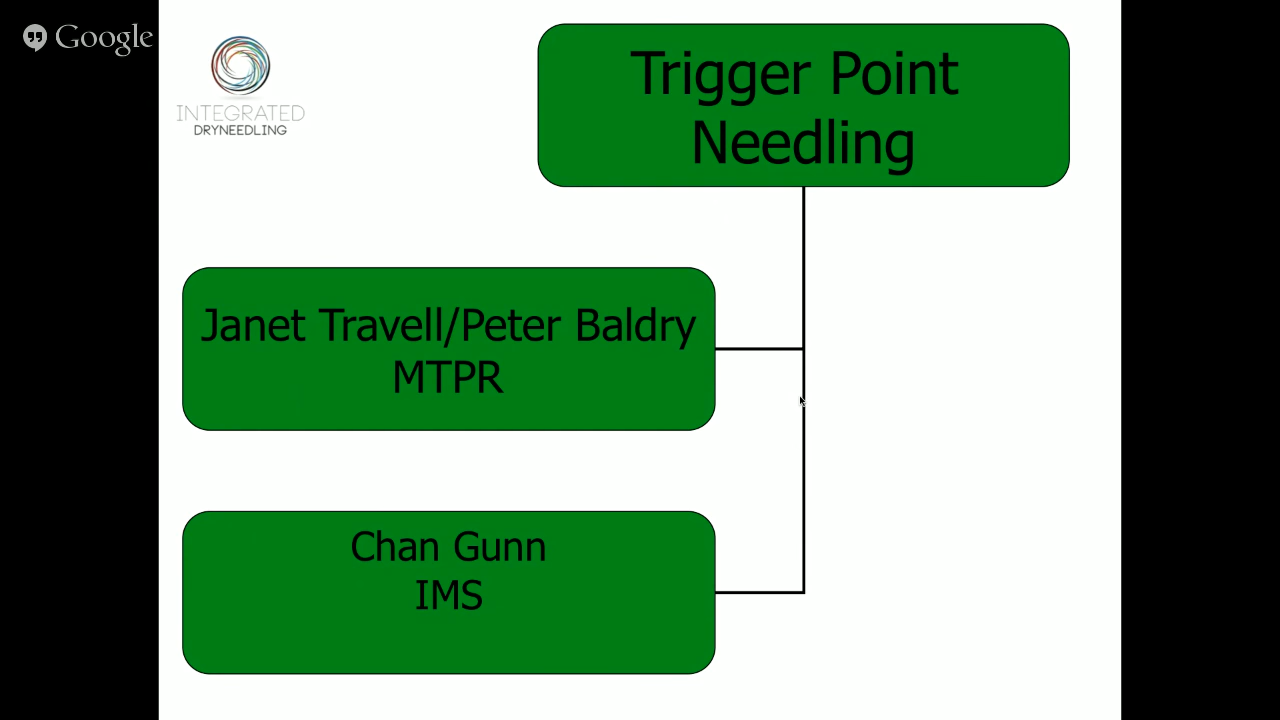 Google
INTEGRATED
DRYNEEDLING
Trigger Point
Needling
Janet Travell/Peter Baldry
MTPR
Chan Gunn
IMS